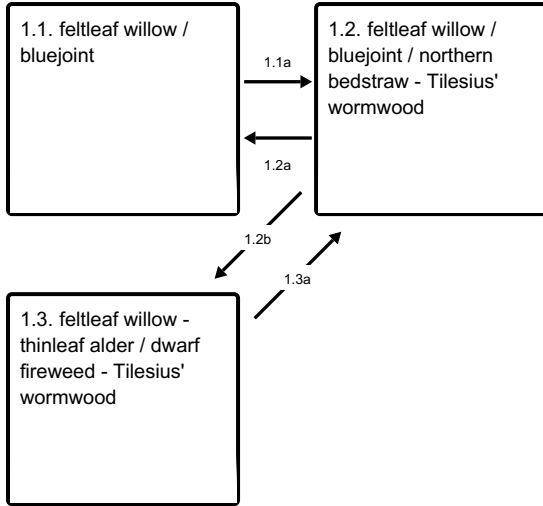 1.1. feltleaf willow /
bluejoint
1.1a
1.2. feltleaf willow /
bluejoint / northern
bedstraw - Tilesius'
wormwood
1.2a
1.2b
1.3a
1.3. feltleaf willow -
thinleaf alder / dwarf
fireweed - Tilesius'
wormwood